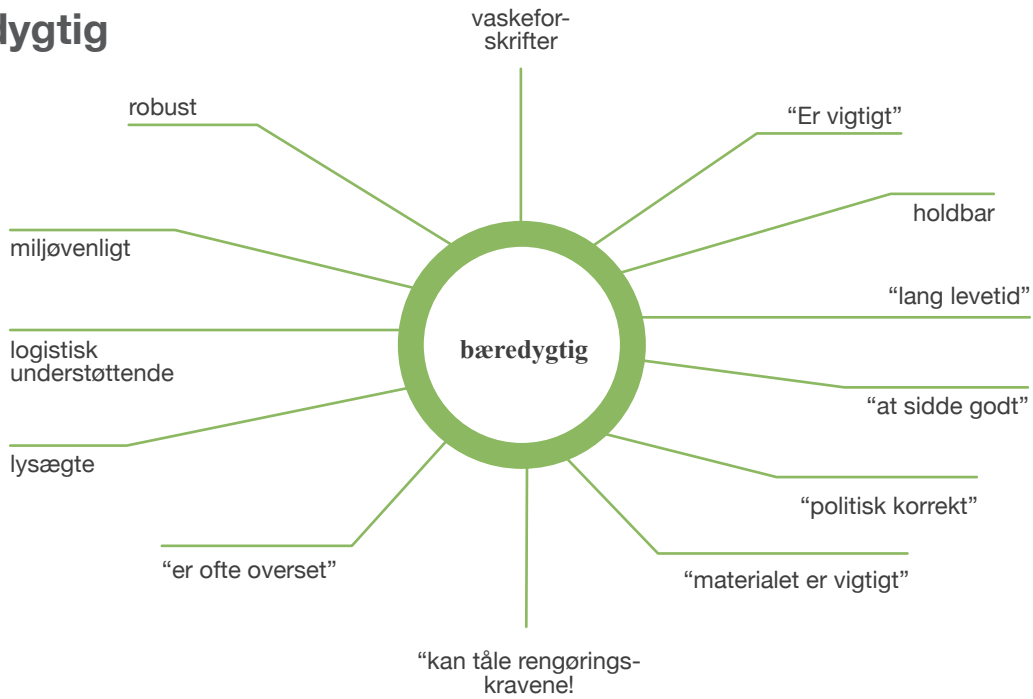 dygtig
vaskefor-
skrifter
robust
“Er vigtigt”
holdbar
miljøvenligt
“lang levetid”
logistisk
understøttende
bæredygtig
“at sidde godt”
lysægte
“politisk korrekt”
“er ofte overset”
“materialet er vigtigt”
“kan tåle rengørings-
kravene!